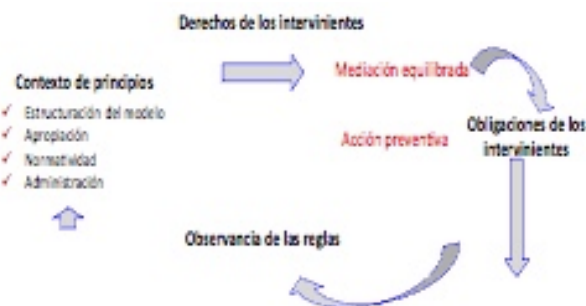 Derechos de los intervinientes
Contexto de principios
✓ Estructuración del modelo
✓ Apropiación
✓ Normatividad
✓ Administración
Mediación equilibrada
Acción preventiva
Obligaciones de los
intervinientes
Observancia de las reglas